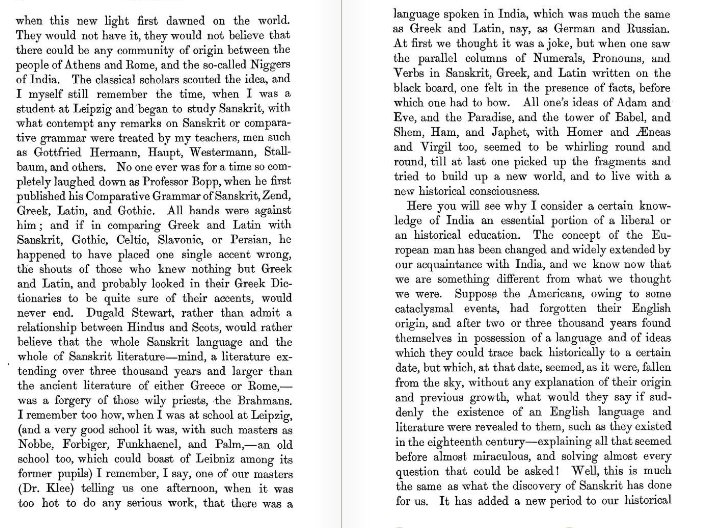 when this new light first dawned on the world.
They would not have it, they would not believe that
there could be any community of origin between the
people of Athens and Rome, and the so-called Niggers
of India. The classical scholars scouted the idea, and
I myself still remember the time, when I was a
student at Leipzig and began to study Sanskrit, with
what contempt any remarks on Sanskrit or compara-
tive grammar were treated by my teachers, men such
as Gottfried Hermann, Haupt, Westermann, Stall-
baum, and others. No one ever was for a time so com-
pletely laughed down as Professor Bopp, when he first
published his Comparative Grammar of Sanskrit, Zend,
Greek, Latin, and Gothic. All hands were against
him; and if in comparing Greek and Latin with
Sanskrit, Gothic, Celtic, Slavonic, or Persian, he
happened to have placed one single accent wrong,
the shouts of those who knew nothing but Greek
and Latin, and probably looked in their Greek Dic-
tionaries to be quite sure of their accents, would
never end. Dugald Stewart, rather than admit a
relationship between Hindus and Scots, would rather
believe that the whole Sanskrit language and the
whole of Sanskrit literature—mind, a literature ex-
tending over three thousand years and larger than
the ancient literature of either Greece or Rome,—
was a forgery of those wily priests, the Brahmans.
I remember too how, when I was at school at Leipzig,
(and a very good school it was, with such masters as
Nobbe, Forbiger, Funkhaenel, and Palm,—an old
school too, which could boast of Leibniz among its
former pupils) I remember, I say, one of our masters
(Dr. Klee) telling us one afternoon, when it was
too hot to do any serious work, that there was a
language spoken in India, which was much the same
as Greek and Latin, nay, as German and Russian.
At first we thought it was a joke, but when one saw
the parallel columns of Numerals, Pronouns, and
Verbs in Sanskrit, Greek, and Latin written on the
black board, one felt in the presence of facts, before
which one had to bow. All one's ideas of Adam and
Eve, and the Paradise, and the tower of Babel, and
Shem, Ham, and Japhet, with Homer and Æneas
and Virgil too, seemed to be whirling round and
round, till at last one picked up the fragments and
tried to build up a new world, and to live with a
new historical consciousness.
Here you will see why I consider a certain know-
ledge of India an essential portion of a liberal or
an historical education. The concept of the Eu-
ropean man has been changed and widely extended by
our acquaintance with India, and we know now that
we are something different from what we thought
we were. Suppose the Americans, owing to some
cataclysmal events, had forgotten their English
origin, and after two or three thousand years found
themselves in possession of a language and of ideas
which they could trace back historically to a certain
date, but which, at that date, seemed, as it were, fallen
from the sky, without any explanation of their origin
and previous growth, what would they say if sud-
denly the existence of an English language and
literature were revealed to them, such as they existed
in the eighteenth century—explaining all that seemed
before almost miraculous, and solving almost every
question that could be asked! Well, this is much
the same as what the discovery of Sanskrit has done
for us. It has added a new period to our historical